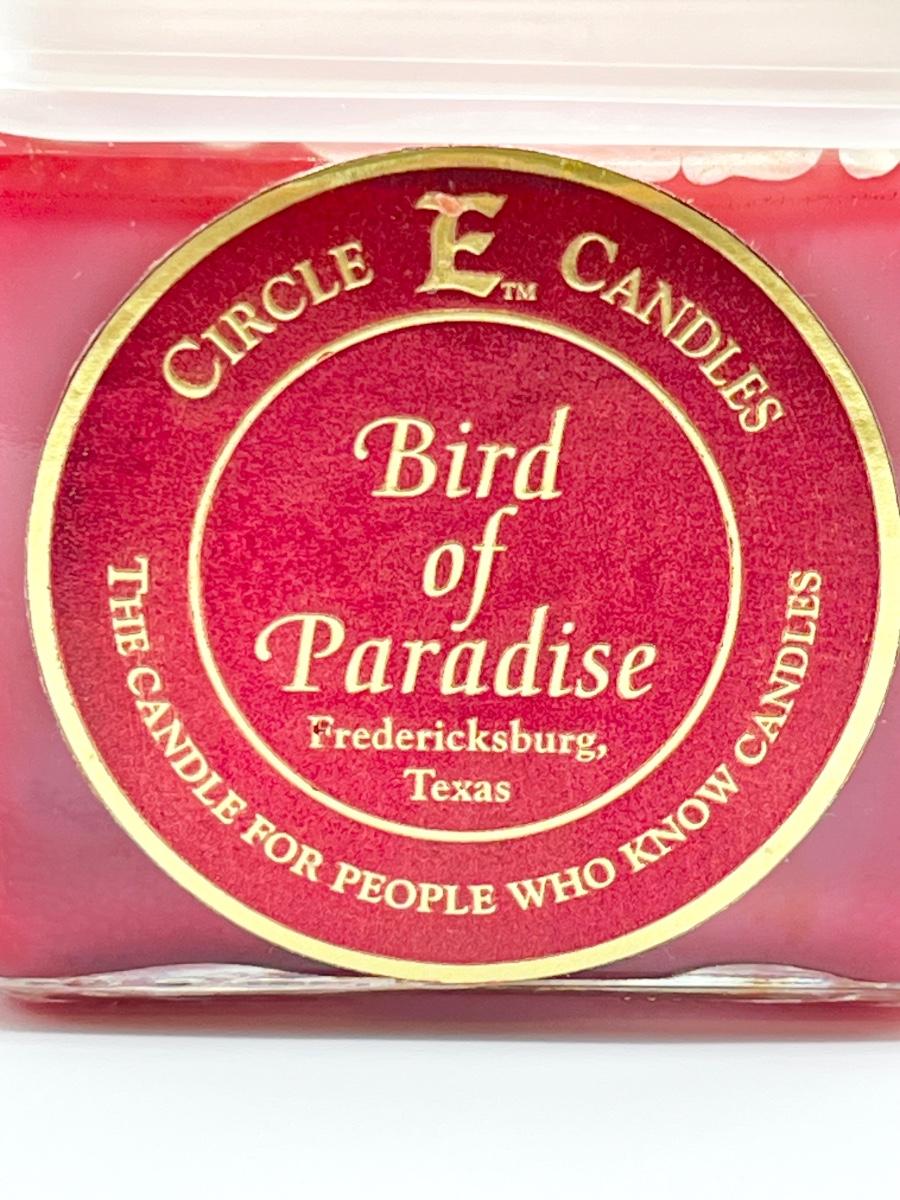 CIRCLE E™ CANDLES
Bird
of
Paradise
Fredericksburg,
Texas
THE CANDLE FOR PEOPLE WHO KNOW CANDLES